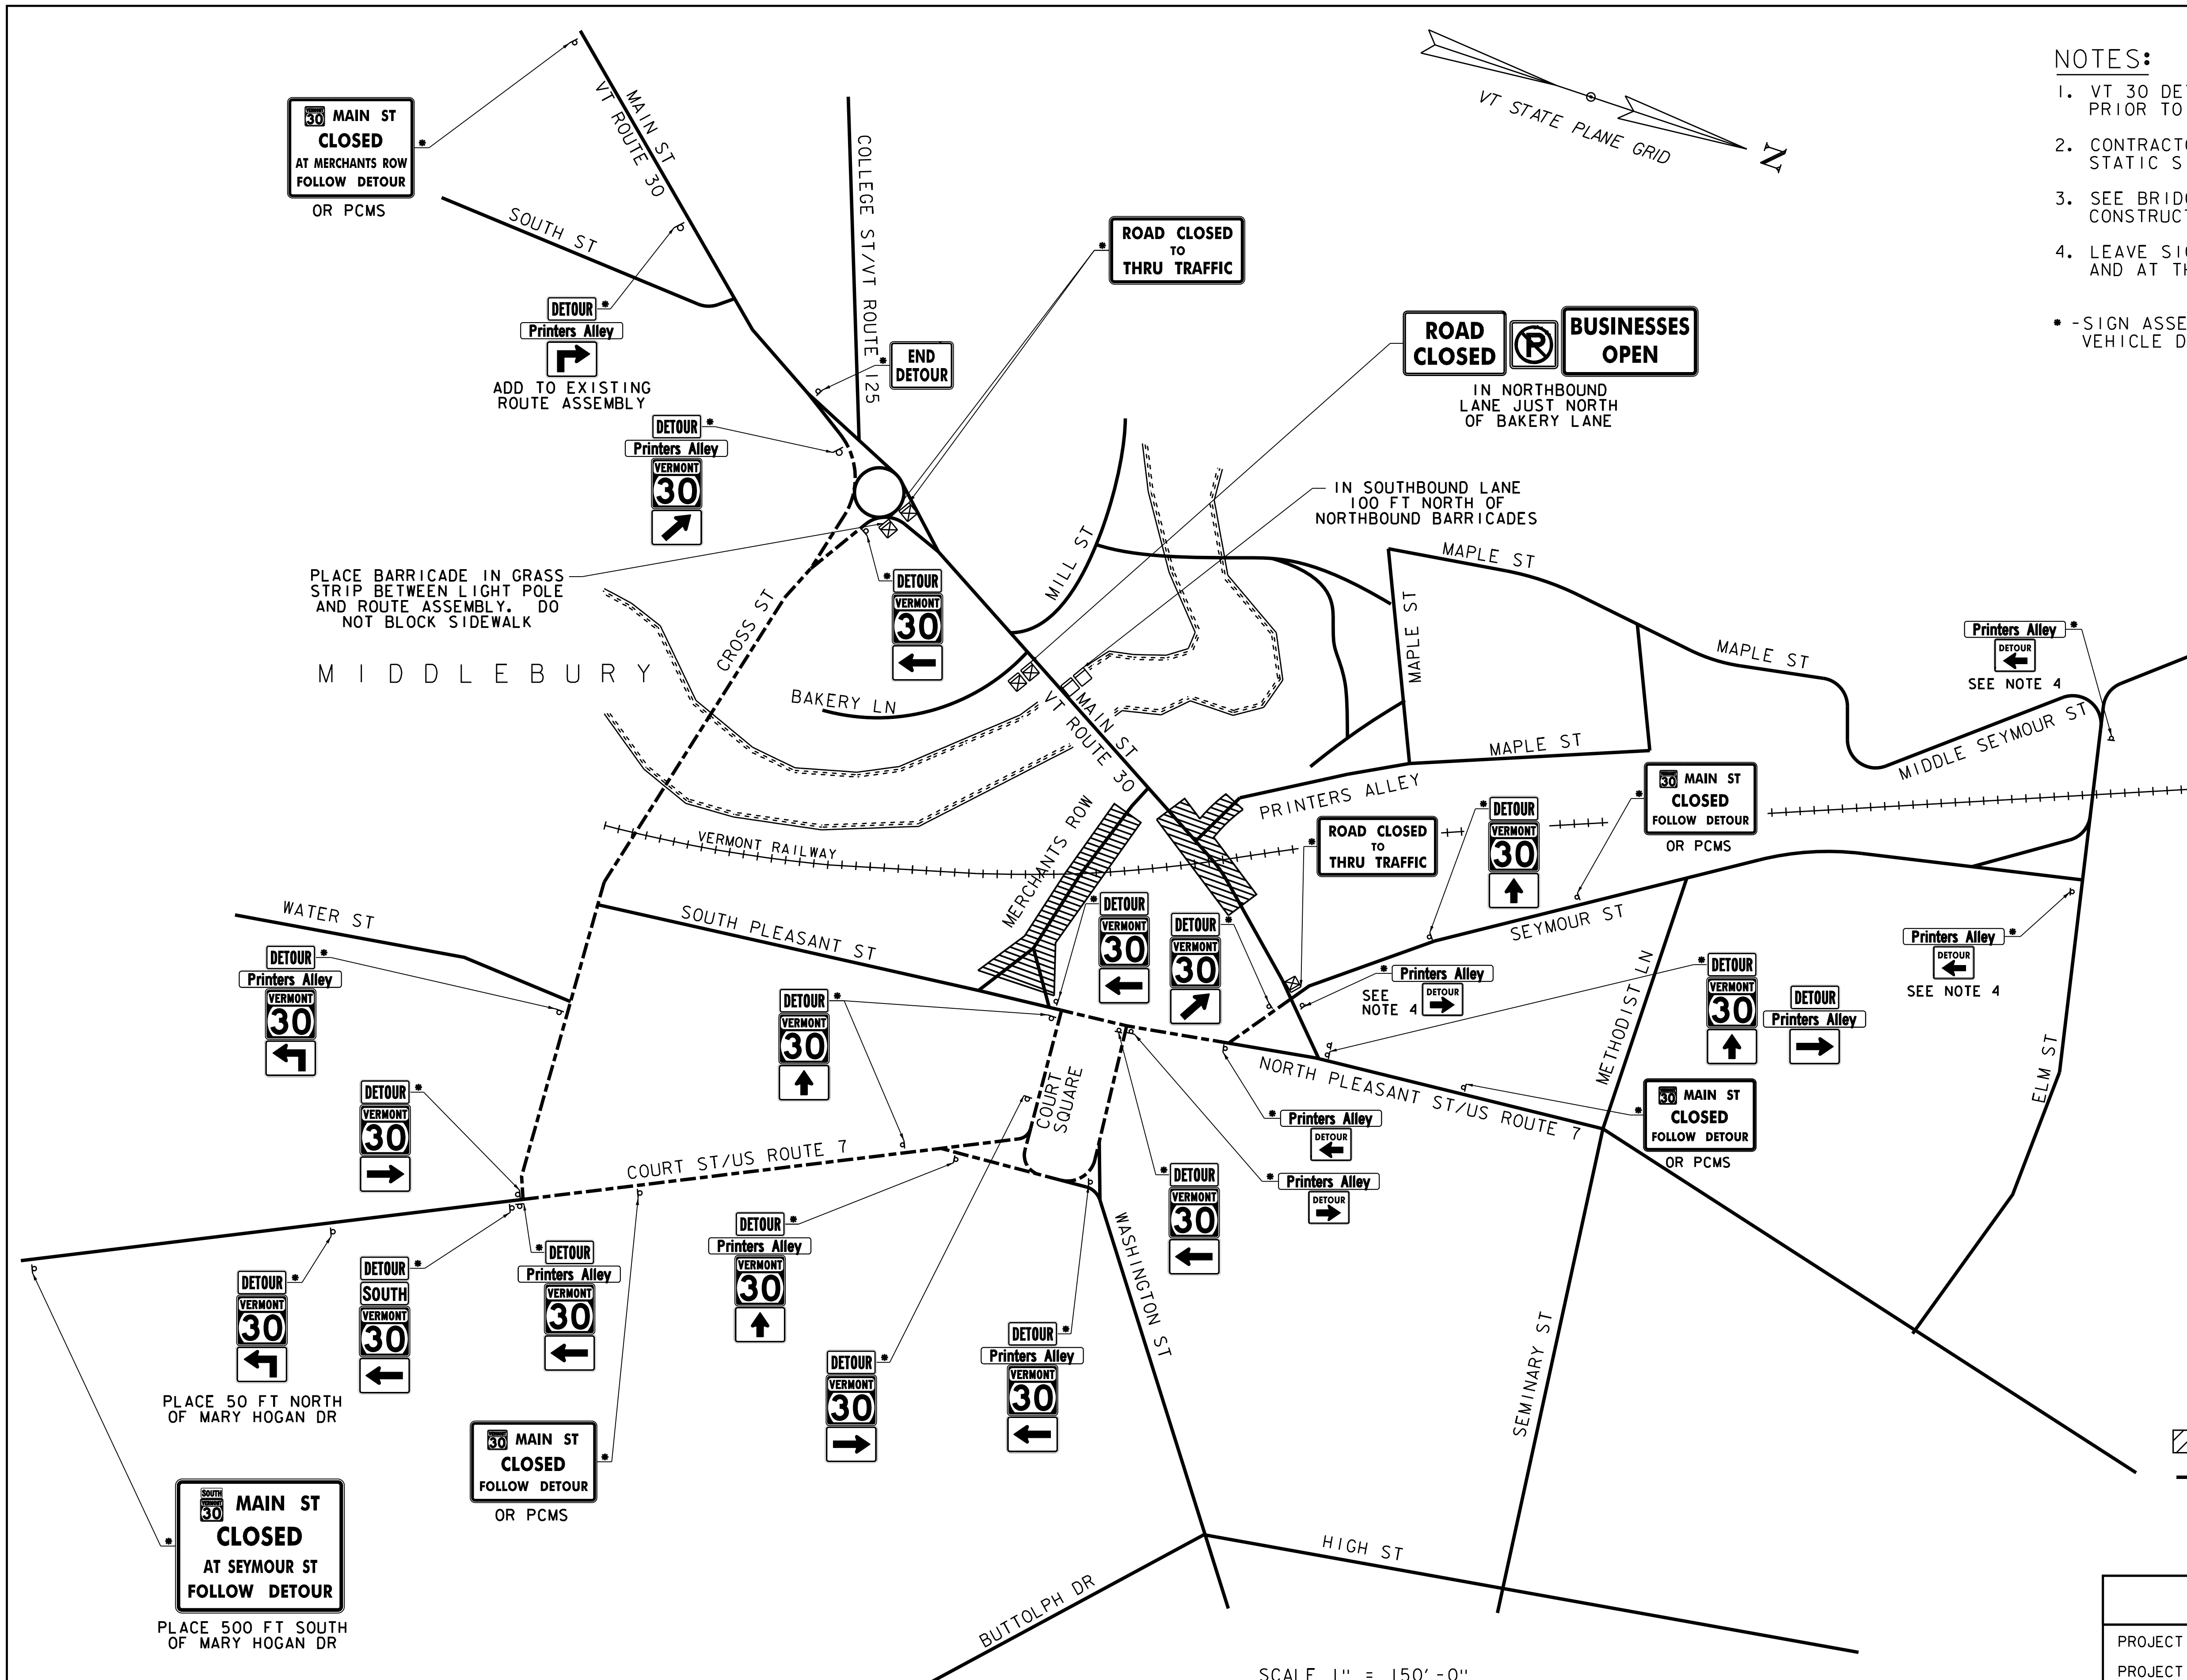 NOTES:
1. VT 30 DE
PRIOR TO
2. CONTRACT
STATIC S
3. SEE BRID
CONSTRUC
4. LEAVE SI
AND AT T
* -SIGN ASSE
VEHICLE D
VT STATE PLANE GRID
N
VERMONT
30 MAIN ST
CLOSED
AT MERCHANTS ROW
FOLLOW DETOUR
OR PCMS
MAIN ST
VT ROUTE 30
SOUTH ST
COLLEGE ST/VT ROUTE 125
ROAD CLOSED
TO
THRU TRAFFIC
DETOUR
Printers Alley
ADD TO EXISTING
ROUTE ASSEMBLY
END
DETOUR
ROAD
CLOSED
P
BUSINESSES
OPEN
IN NORTHBOUND
LANE JUST NORTH
OF BAKERY LANE
DETOUR
Printers Alley
VERMONT
30
IN SOUTHBOUND LANE
100 FT NORTH OF
NORTHBOUND BARRICADES
PLACE BARRICADE IN GRASS
STRIP BETWEEN LIGHT POLE
AND ROUTE ASSEMBLY. DO
NOT BLOCK SIDEWALK
DETOUR
VERMONT
30
MIDDLEBURY
CROSS ST
MILL ST
BAKERY LN
MAIN ST
VT ROUTE 30
MAPLE ST
MAPLE ST
MAPLE ST
MAPLE ST
MIDDLE SEYMOUR ST
Printers Alley
DETOUR
SEE NOTE 4
PRINTERS ALLEY
VERMONT RAILWAY
MERCHANTS ROW
ROAD CLOSED
TO
THRU TRAFFIC
DETOUR
VERMONT
30
30 MAIN ST
CLOSED
FOLLOW DETOUR
OR PCMS
WATER ST
SOUTH PLEASANT ST
SEYMOUR ST
METHODIST LN
ELM ST
DETOUR
Printers Alley
VERMONT
30
DETOUR
VERMONT
30
DETOUR
VERMONT
30
DETOUR
VERMONT
30
Printers Alley
DETOUR
SEE
NOTE 4
DETOUR
VERMONT
30
DETOUR
Printers Alley
Printers Alley
DETOUR
SEE NOTE 4
DETOUR
VERMONT
30
COURT ST/US ROUTE 7
COURT
SQUARE
NORTH PLEASANT ST/US ROUTE 7
Printers Alley
DETOUR
Printers Alley
DETOUR
30 MAIN ST
CLOSED
FOLLOW DETOUR
OR PCMS
DETOUR
VERMONT
30
DETOUR
VERMONT
30
PLACE 50 FT NORTH
OF MARY HOGAN DR
DETOUR
SOUTH
VERMONT
30
DETOUR
Printers Alley
VERMONT
30
DETOUR
Printers Alley
VERMONT
30
DETOUR
VERMONT
30
DETOUR
Printers Alley
VERMONT
30
WASHINGTON ST
SEMINARY ST
30 MAIN ST
CLOSED
FOLLOW DETOUR
OR PCMS
SOUTH
VERMONT
30 MAIN ST
CLOSED
AT SEYMOUR ST
FOLLOW DETOUR
PLACE 500 FT SOUTH
OF MARY HOGAN DR
BUTTOLPH DR
HIGH ST
SCALE 1" = 150'-0"
PROJECT
PROJECT